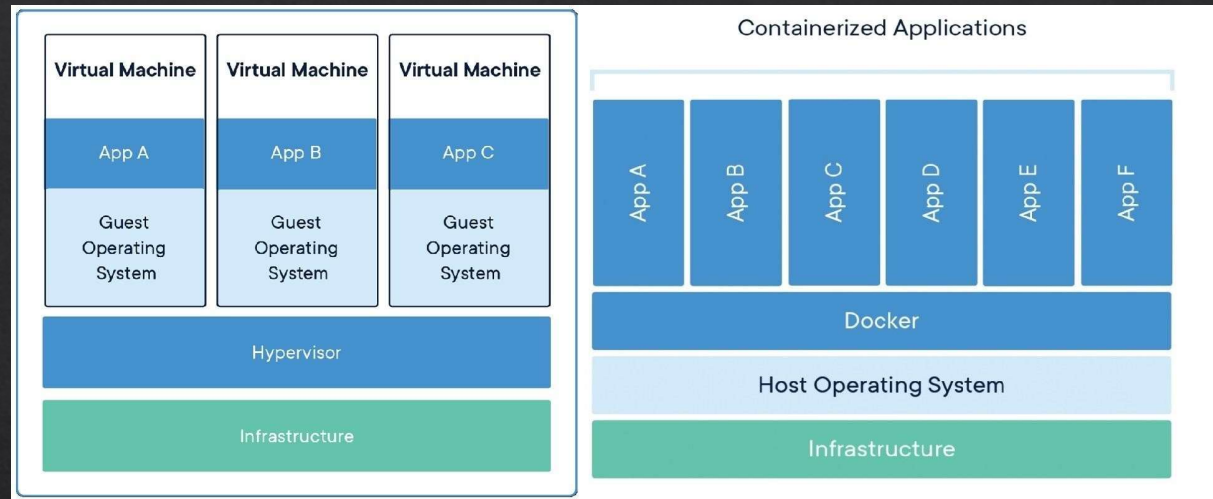 Virtual Machine
App A
Guest
Operating
System
Virtual Machine
App B
Guest
Operating
System
Virtual Machine
App C
Guest
Operating
System
Hypervisor
Infrastructure
Containerized Applications
App A
App B
App C
App D
App E
App F
Docker
Host Operating System
Infrastructure